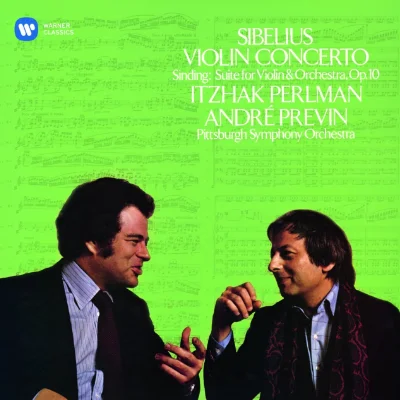 WARNER
CLASSICS
SIBELIUS
VIOLIN CONCERTO
Sinding: Suite for Violin & Orchestra, Op.10
ITZHAK PERLMAN
ANDRÉ PREVIN
Pittsburgh Symphony Orchestra